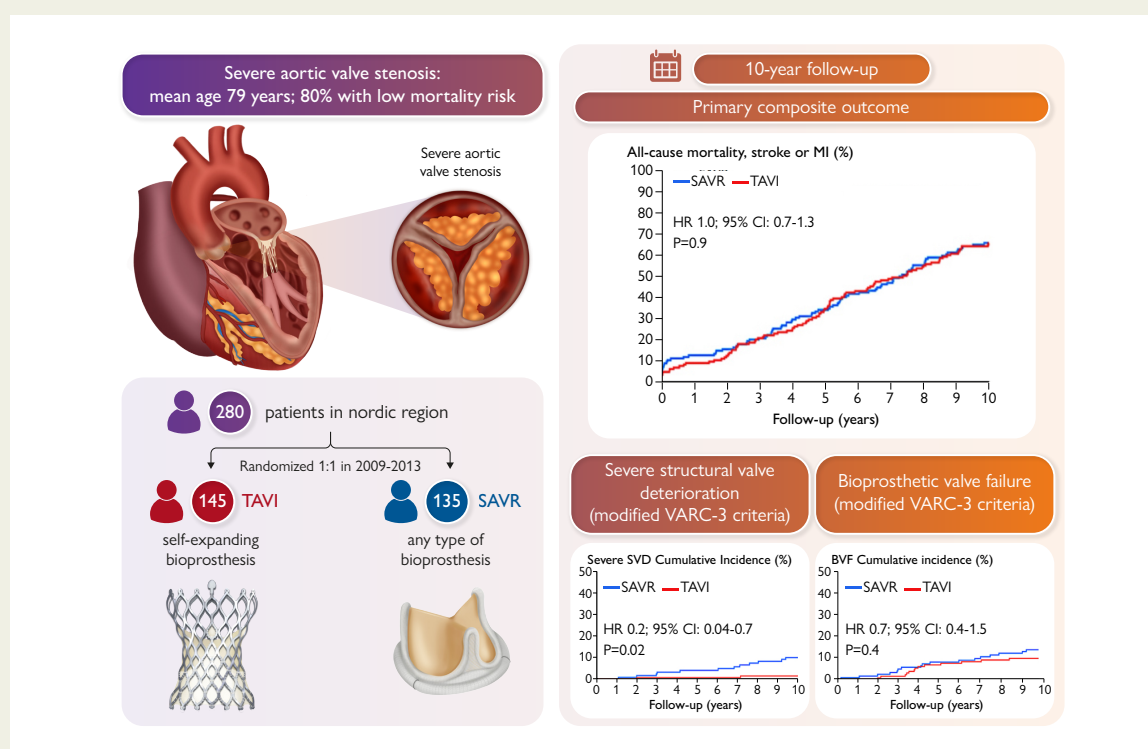 Severe aortic valve stenosis:
mean age 79 years; 80% with low mortality risk
Severe aortic
valve stenosis
280 patients in nordic region
Randomized 1:1 in 2009-2013
145 TAVI
135 SAVR
self-expanding
bioprosthesis
any type of
bioprosthesis
10-year follow-up
Primary composite outcome
All-cause mortality, stroke or MI (%)
100
90
80
70
60
50
40
30
20
10
0
SAVR TAVI
HR 1.0; 95% CI: 0.7-1.3
P=0.9
0 1 2 3 4 5 6 7 8 9 10
Follow-up (years)
Severe structural valve
deterioration
(modified VARC-3 criteria)
Severe SVD Cumulative Incidence (%)
50
40
30
20
10
0
SAVR TAVI
HR 0.2; 95% CI: 0.04-0.7
P=0.02
0 1 2 3 4 5 6 7 8 9 10
Follow-up (years)
Bioprosthetic valve failure
(modified VARC-3 criteria)
BVF Cumulative incidence (%)
50
40
30
20
10
0
SAVR TAVI
HR 0.7; 95% CI: 0.4-1.5
P=0.4
0 1 2 3 4 5 6 7 8 9 10
Follow-up (years)